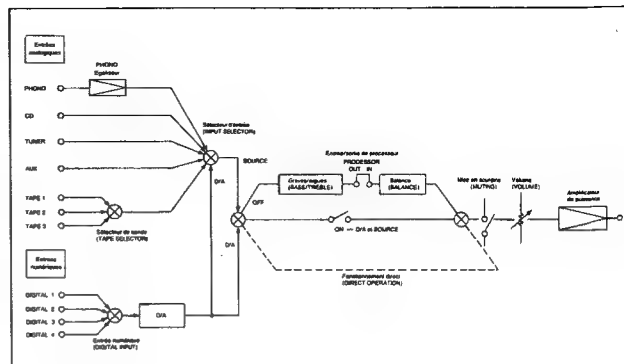 Entrées
analogiques
PHONO
Egaliseur
PHONO
CD
TUNER
AUX
TAPE 1
TAPE 2
TAPE 3
Sélecteur d'entrée
(INPUT SELECTOR)
D/A
SOURCE
Sélecteur de bande
(TAPE SELECTOR)
Entrées
numériques
DIGITAL 1
DIGITAL 2
DIGITAL 3
DIGITAL 4
D/A
Entrée numérique
(DIGITAL INPUT)
D/A
OFF
Graves/aigues
(BASS/TREBLE)
de processeur
PROCESSOR
OUT IN
Balance
(BALANCE)
ON — D/A et SOURCE
Fonctionnement direct
(DIRECT OPERATION)
Mise en sourdine
(MUTING)
Volume
(VOLUME)
Amplificateur
de puissance